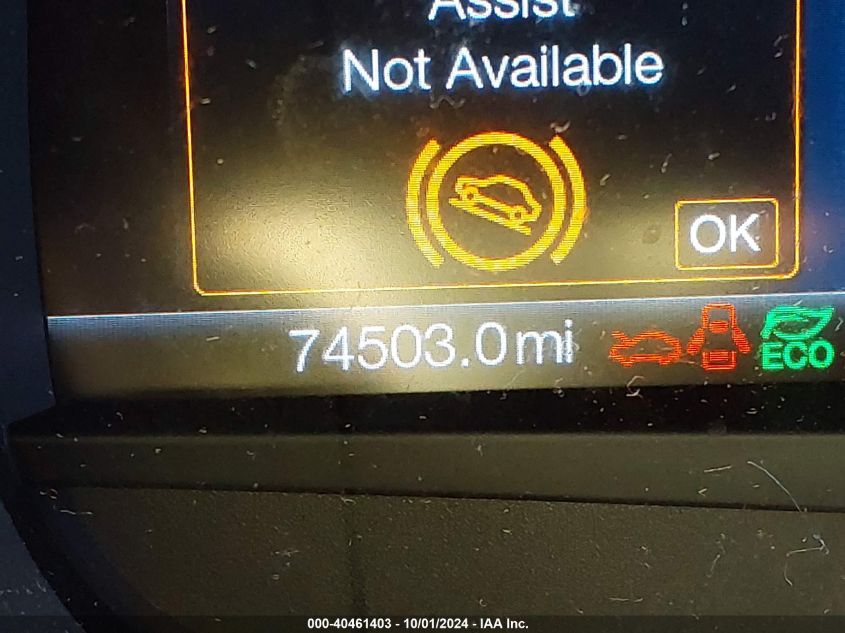 Assist
Not Available
OK
74503.0mi
ECO
000-40461403 - 10/01/2024 - IAA Inc.